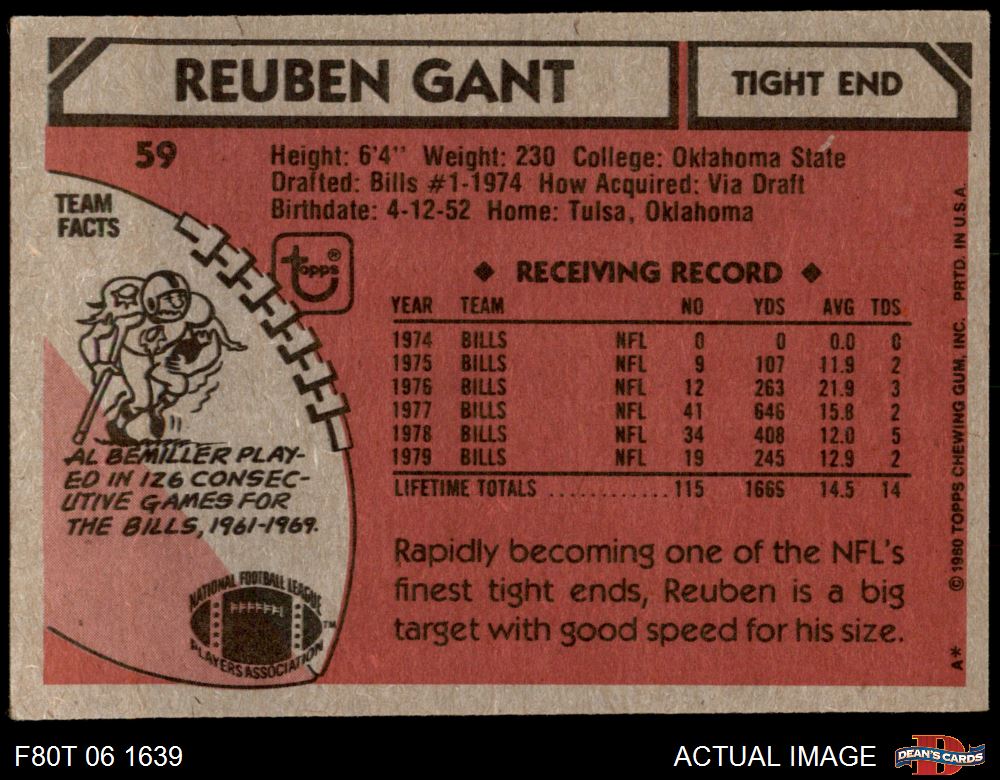 REUBEN GANT
TIGHT END
59
Height: 6'4" Weight: 230 College: Oklahoma State
Drafted: Bills #1-1974 How Acquired: Via Draft
Birthdate: 4-12-52 Home: Tulsa, Oklahoma
TEAM
FACTS
topps®
◆ RECEIVING RECORD ◆
YEAR TEAM NO YDS AVG TDS
1974 BILLS NFL 0 0 0.0 0
1975 BILLS NFL 9 107 11.9 2
1976 BILLS NFL 12 263 21.9 3
1977 BILLS NFL 41 646 15.8 2
1978 BILLS NFL 34 408 12.0 5
1979 BILLS NFL 19 245 12.9 2
LIFETIME TOTALS ............ 115 1669 14.5 14
AL BEMILLER PLAY-
ED IN 126 CONSEC-
UTIVE GAMES FOR
THE BILLS, 1961-1969.
Rapidly becoming one of the NFL's
finest tight ends, Reuben is a big
target with good speed for his size.
NATIONAL FOOTBALL LEAGUE
PLAYERS ASSOCIATION
TM
A* © 1980 TOPPS CHEWING GUM, INC. PRTD. IN U.S.A.
F80T 06 1639
ACTUAL IMAGE
D
DEAN'S CARDS